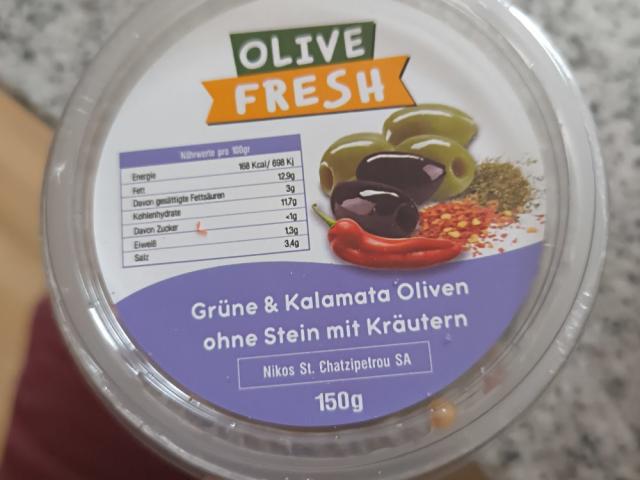 OLIVE
FRESH
Nährwerte pro 100gr
Energie 168 Kcal/ 698 Kj
Fett 12,9g
Davon gesättigte Fettsäuren 3g
Kohlenhydrate 11,7g
Davon Zucker <1g
Eiweiß 1,3g
Salz 3,4g
Grüne & Kalamata Oliven
ohne Stein mit Kräutern
Nikos St. Chatzipetrou SA
150g